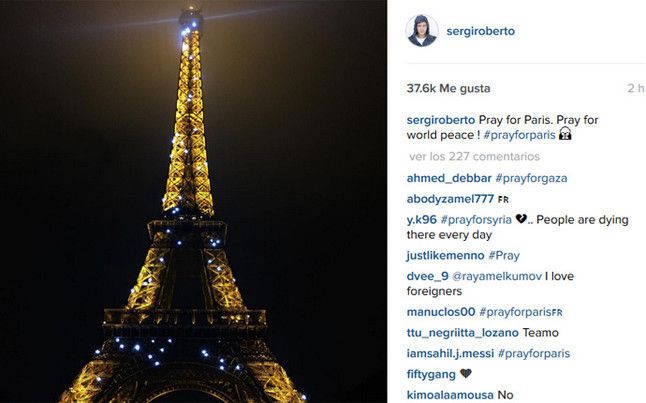 sergiroberto
37.6k Me gusta
2 h
sergiroberto Pray for Paris. Pray for
world peace ! #prayforparis 🙏
ver los 227 comentarios
ahmed_debbar #prayforgaza
abodyzamel777 🇫🇷
y.k96 #prayforsyria 💔.. People are dying
there every day
justlikemenno #Pray
dvee_9 @rayamelkumov I love
foreigners
manuclos00 #prayforparis🇫🇷
ttu_negriitta_lozano Teamo
iamsahil.j.messi #prayforparis
fiftygang 🖤
kimoalaamousa No